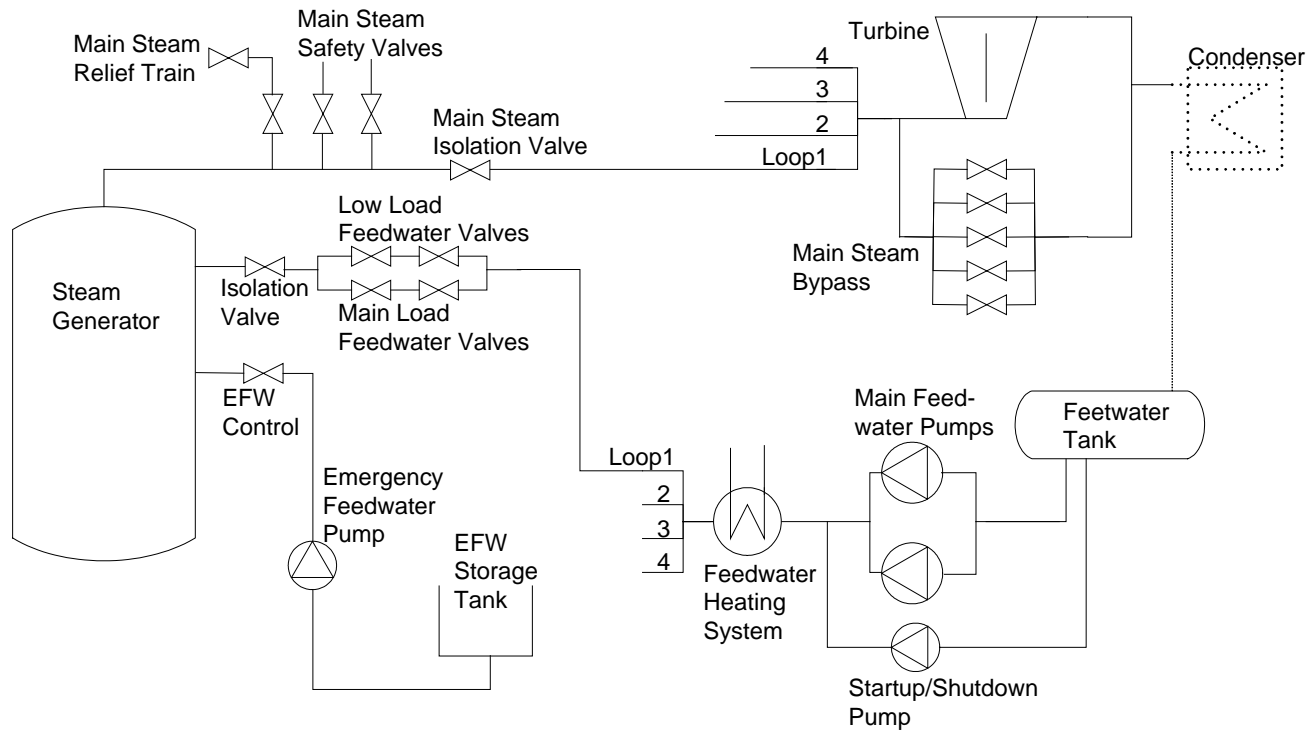 Main Steam
Relief Train
Main Steam
Safety Valves
Main Steam
Isolation Valve
4
3
2
Loop1
Turbine
Condenser
Main Steam
Bypass
Steam
Generator
Low Load
Feedwater Valves
Isolation
Valve
Main Load
Feedwater Valves
EFW
Control
Emergency
Feedwater
Pump
EFW
Storage
Tank
Loop1
2
3
4
Feedwater
Heating
System
Main Feed-
water Pumps
Feetwater
Tank
Startup/Shutdown
Pump